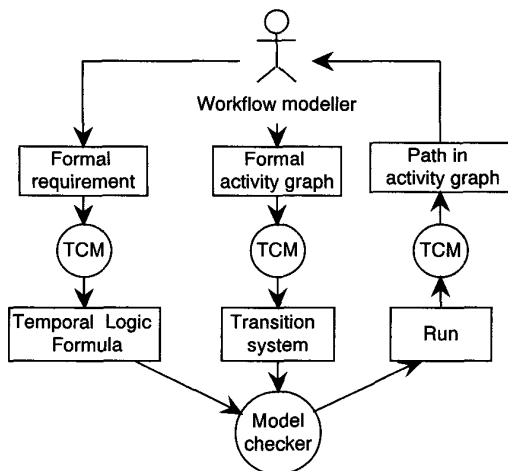 Workflow modeller
Formal
requirement
Formal
activity graph
Path in
activity graph
TCM
TCM
TCM
Temporal Logic
Formula
Transition
system
Run
Model
checker